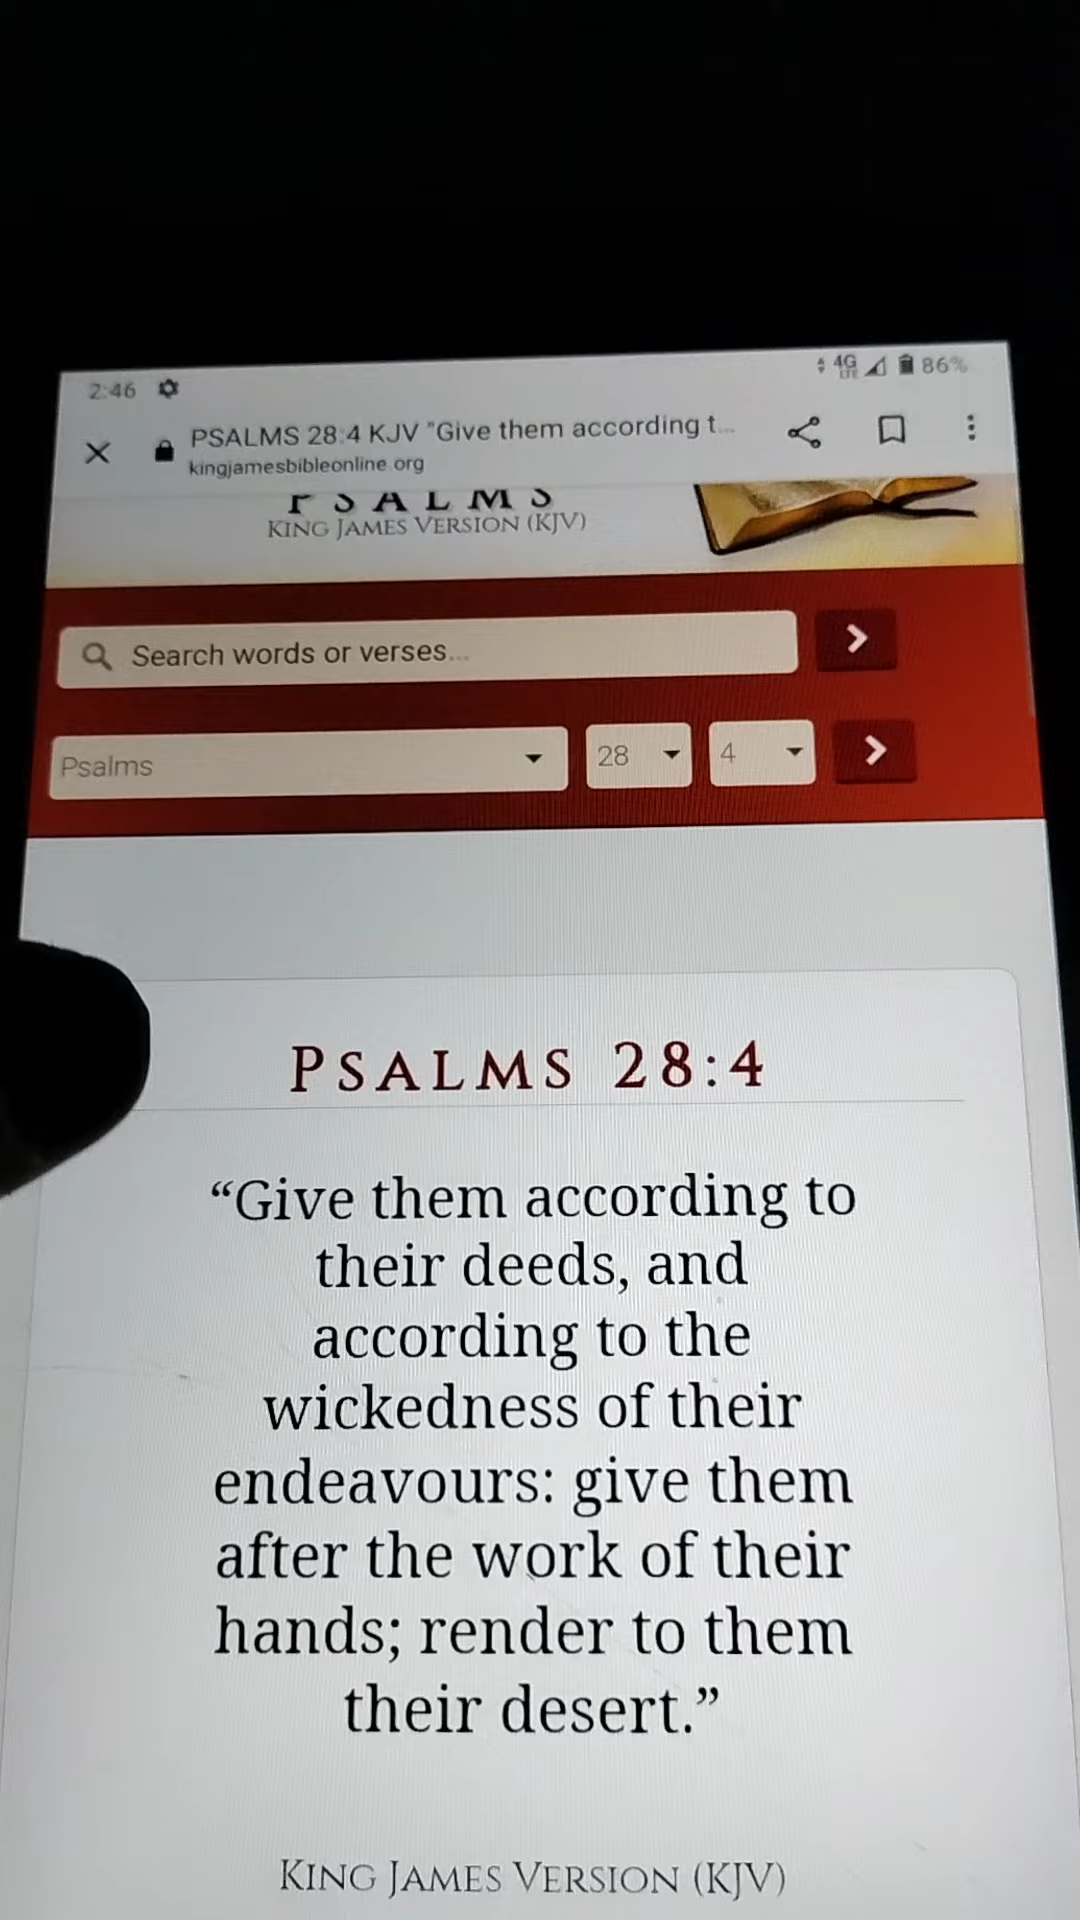 2:46 4G LTE 86%
PSALMS 28:4 KJV "Give them according t...
kingjamesbibleonline.org
PSALMS
KING JAMES VERSION (KJV)
Search words or verses...
Psalms 28 4
PSALMS 28:4
“Give them according to
their deeds, and
according to the
wickedness of their
endeavours: give them
after the work of their
hands; render to them
their desert.”
KING JAMES VERSION (KJV)